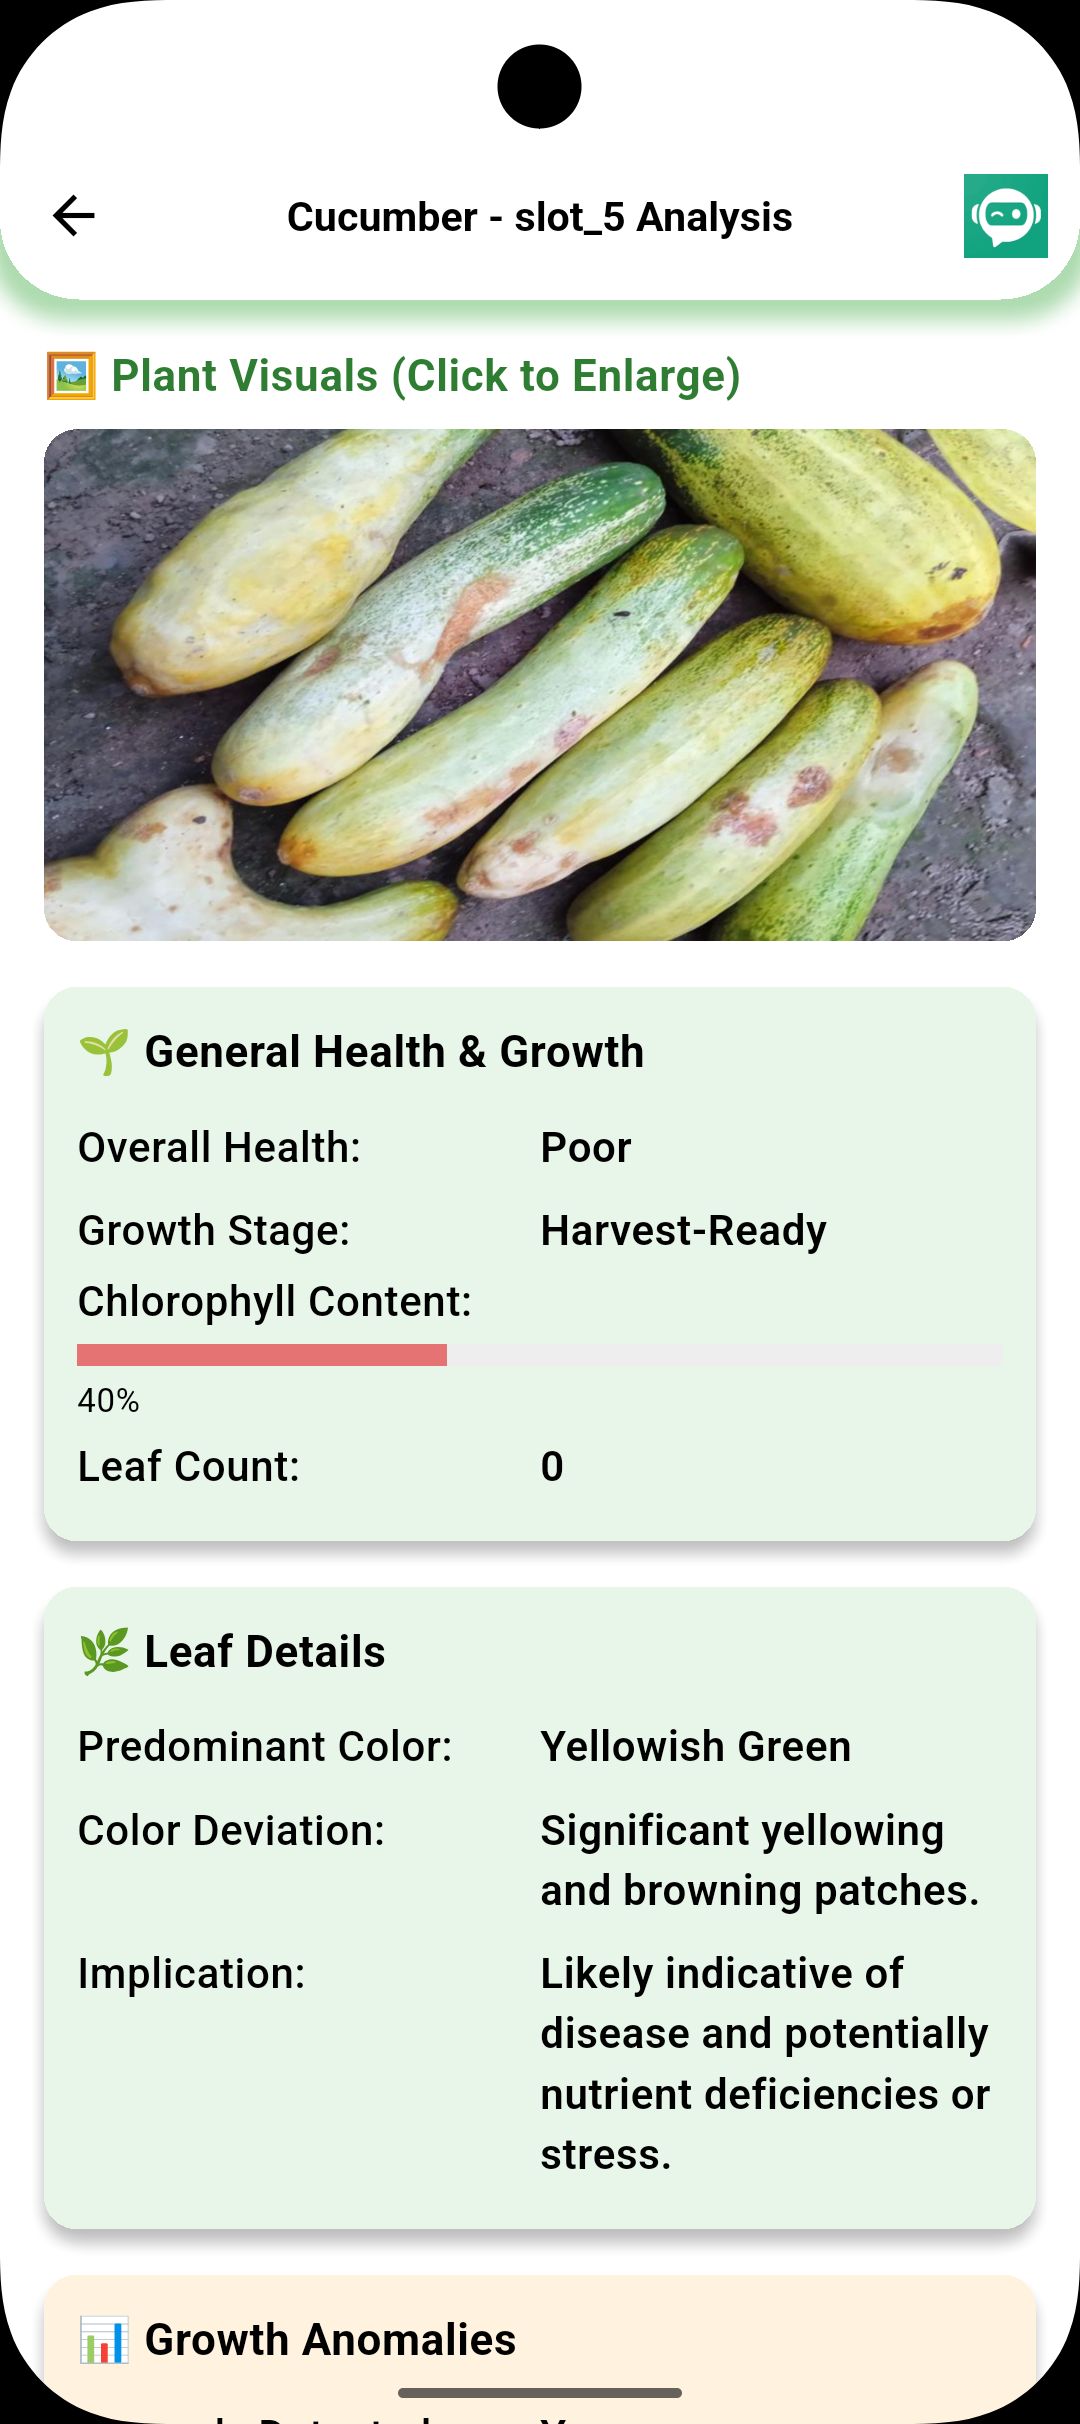 Cucumber - slot_5 Analysis
Plant Visuals (Click to Enlarge)
General Health & Growth
Overall Health: Poor
Growth Stage: Harvest-Ready
Chlorophyll Content:
40%
Leaf Count: 0
Leaf Details
Predominant Color: Yellowish Green
Color Deviation: Significant yellowing
and browning patches.
Implication: Likely indicative of
disease and potentially
nutrient deficiencies or
stress.
Growth Anomalies